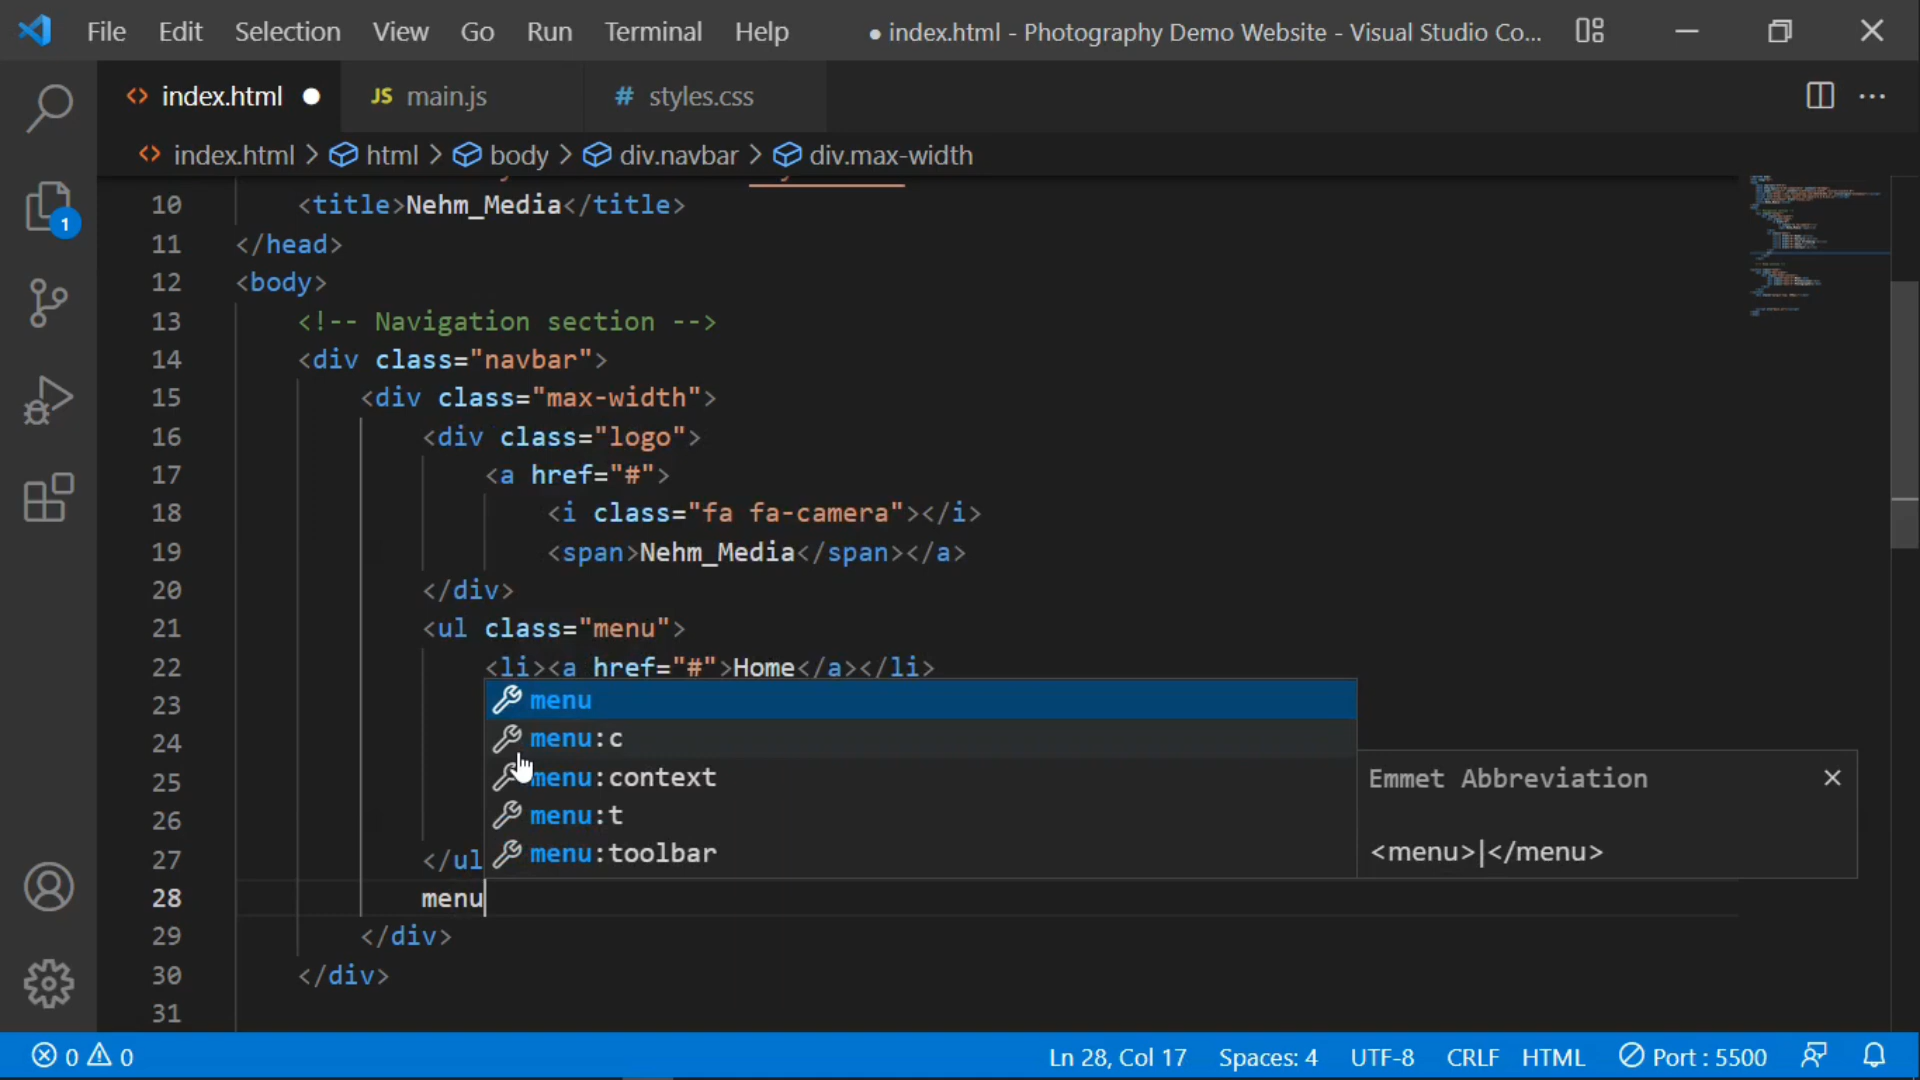 File Edit Selection View Go Run Terminal Help ● index.html - Photography Demo Website - Visual Studio Co...
<> index.html ● JS main.js # styles.css ...
<> index.html > html > body > div.navbar > div.max-width
10 <title>Nehm_Media</title>
11 </head>
12 <body>
13 <!-- Navigation section -->
14 <div class="navbar">
15 <div class="max-width">
16 <div class="logo">
17 <a href="#">
18 <i class="fa fa-camera"></i>
19 <span>Nehm_Media</span></a>
20 </div>
21 <ul class="menu">
22 <li><a href="#">Home</a></li>
23 menu
24 menu:c
25 menu:context
26 menu:t
27 </ul menu:toolbar
Emmet Abbreviation
<menu>|</menu>
28 menu
29 </div>
30 </div>
31
1
0 0 Ln 28, Col 17 Spaces: 4 UTF-8 CRLF HTML Port : 5500